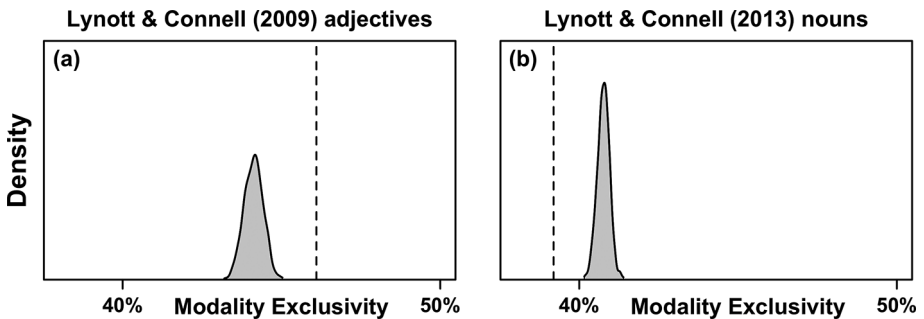 Lynott & Connell (2009) adjectives
(a)
Density
40%
50%
Modality Exclusivity
Lynott & Connell (2013) nouns
(b)
40%
50%
Modality Exclusivity